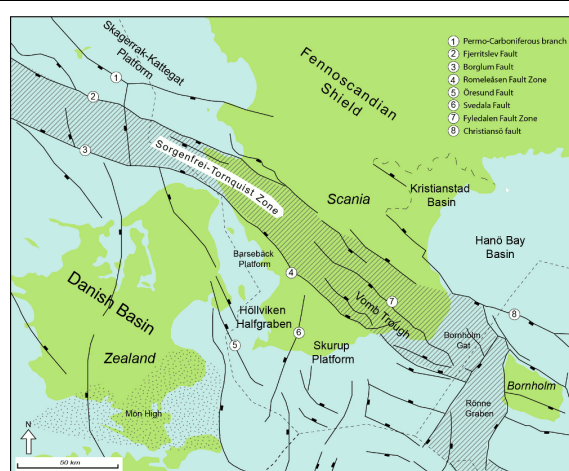 Skagerrak-Kattegat
Platform
Fennoscandian
Shield
① Permo-Carboniferous branch
② Fjerritslev Fault
③ Borglum Fault
④ Romeleåsen Fault Zone
⑤ Öresund Fault
⑥ Svedala Fault
⑦ Fyledalen Fault Zone
⑧ Christiansö fault
①
②
③
Sorgenfrei-Tornquist Zone
Scania
Kristianstad
Basin
Hanö Bay
Basin
Barsebäck
Platform
④
Danish Basin
Höllviken
Halfgraben
Vomb Trough
⑦
⑥
⑧
Skurup
Platform
Bornholm
Gat
Zealand
⑤
Bornholm
Rönne
Graben
Mön High
N
50 km